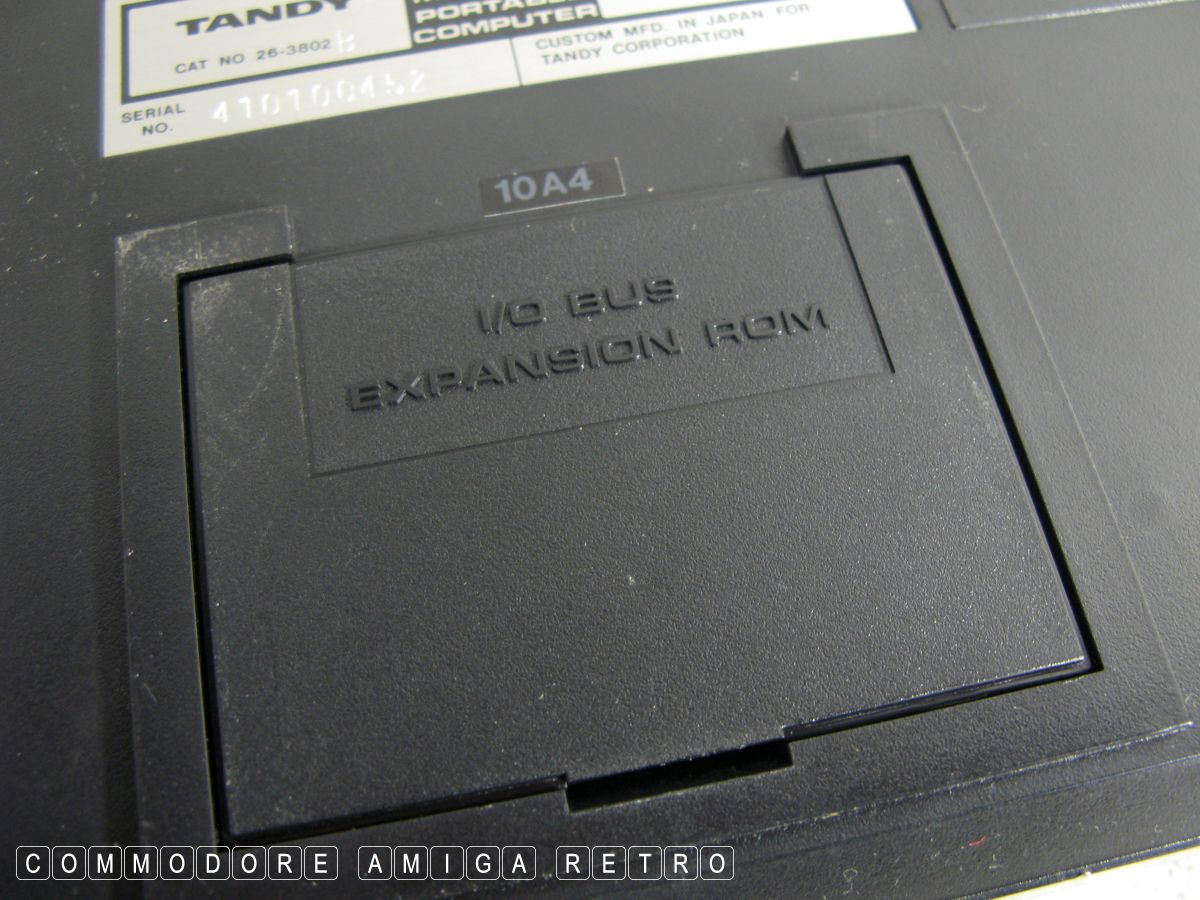 TANDY
PORTABLE
COMPUTER
CAT NO 26-3802
CUSTOM MFD. IN JAPAN FOR
TANDY CORPORATION
SERIAL
NO.
410100452
10A4
I/O BUS
EXPANSION ROM
COMMODORE AMIGA RETRO